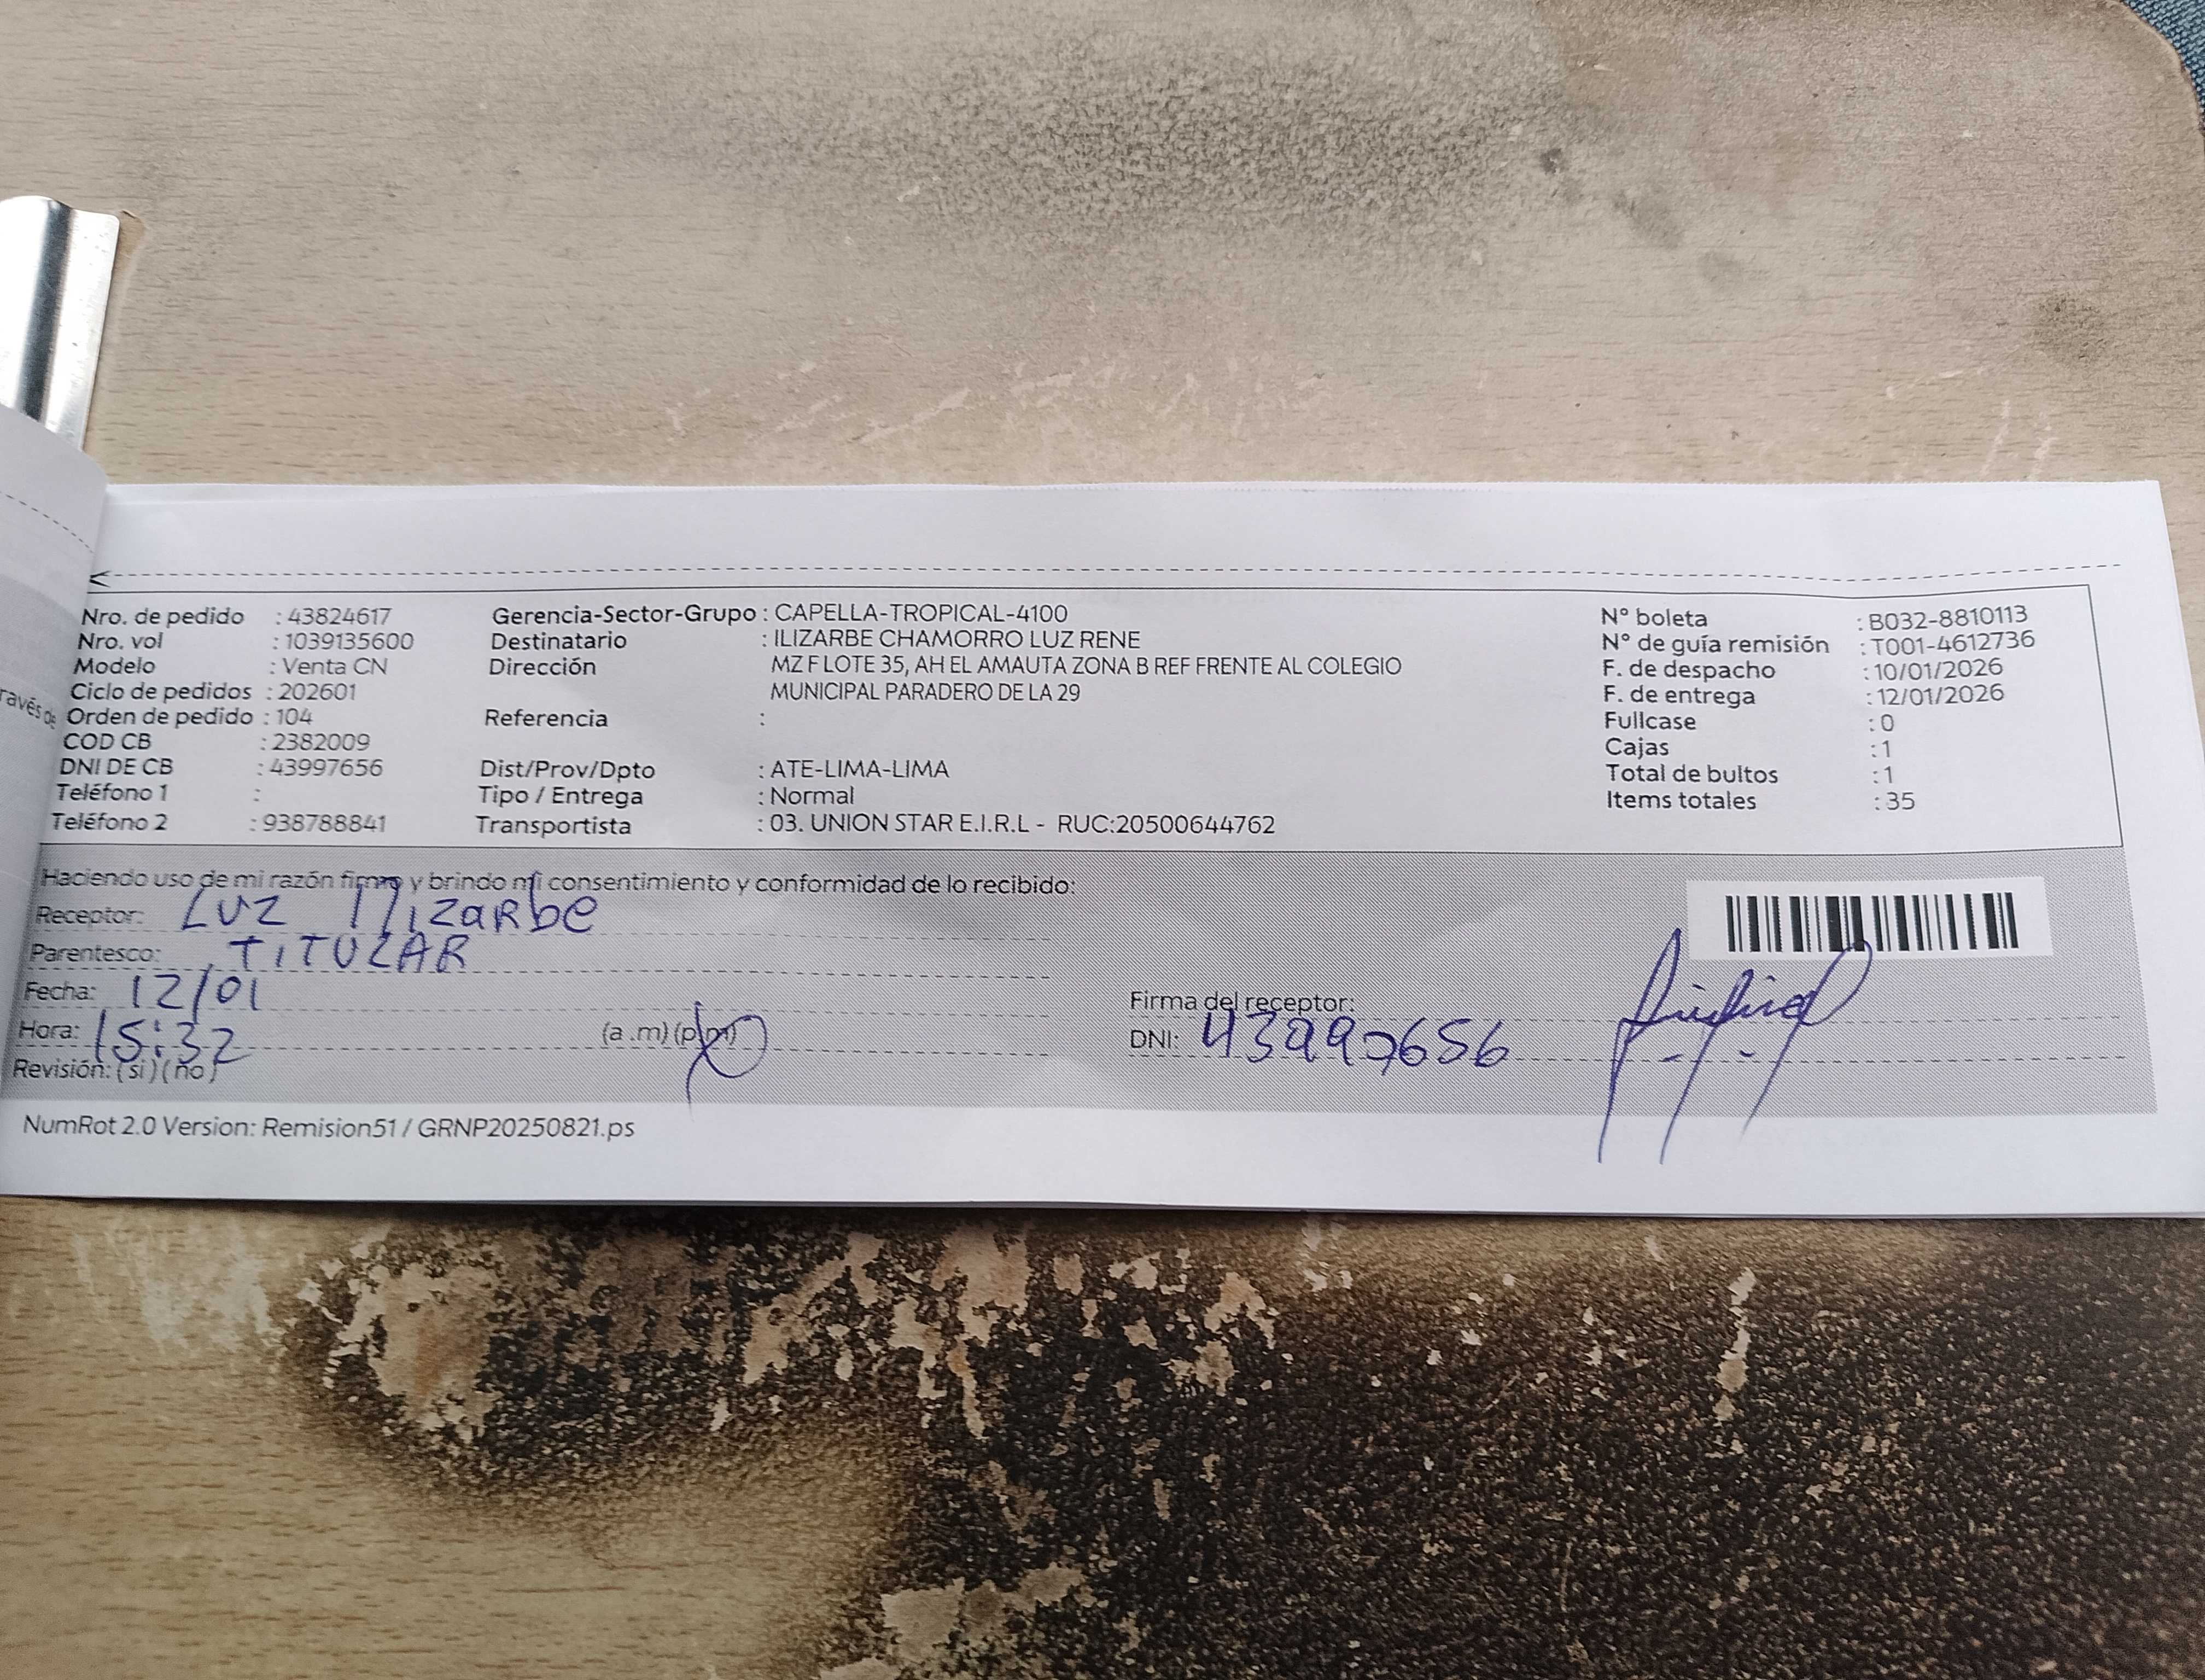 Nro. de pedido : 43824617 Gerencia-Sector-Grupo : CAPELLA-TROPICAL-4100 N° boleta : B032-8810113
Nro. vol : 1039135600 Destinatario : ILIZARBE CHAMORRO LUZ RENE N° de guía remisión : T001-4612736
Modelo : Venta CN Dirección MZ F LOTE 35, AH EL AMAUTA ZONA B REF FRENTE AL COLEGIO F. de despacho : 10/01/2026
Ciclo de pedidos : 202601 MUNICIPAL PARADERO DE LA 29 F. de entrega : 12/01/2026
Orden de pedido : 104 Referencia : Fullcase : 0
COD CB : 2382009 Cajas : 1
DNI DE CB : 43997656 Dist/Prov/Dpto : ATE-LIMA-LIMA Total de bultos : 1
Teléfono 1 : Tipo / Entrega : Normal Items totales : 35
Teléfono 2 : 938788841 Transportista : 03. UNION STAR E.I.R.L - RUC:20500644762
Haciendo uso de mi razón firmo y brindo mi consentimiento y conformidad de lo recibido:
Receptor: Luz Ilizarbe
Parentesco: TITULAR
Fecha: 12/01 Firma del receptor:
Hora: 15:32 (a .m) (p.m) DNI: 43997656
Revisión: (si) (no)
NumRot 2.0 Version: Remision51 / GRNP20250821.ps